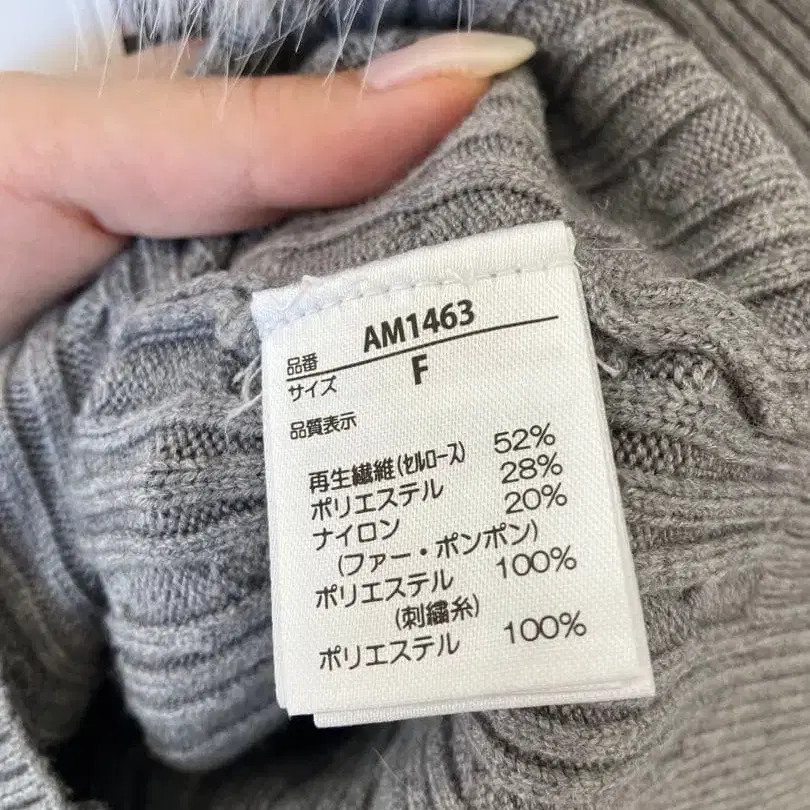 品番 AM1463
サイズ F
品質表示
再生繊維(セルロース) 52%
ポリエステル 28%
ナイロン 20%
(ファー・ポンポン)
ポリエステル 100%
(刺繍糸)
ポリエステル 100%